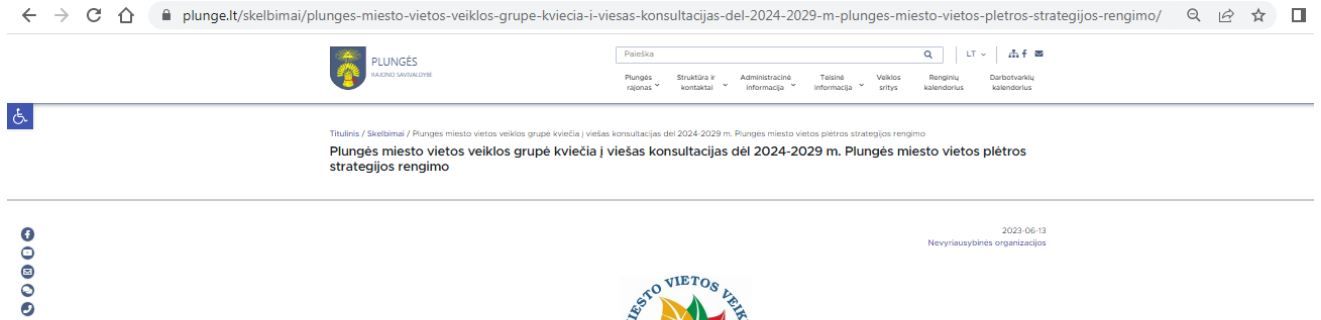 plunge.lt/skelbimai/plunges-miesto-vietos-veiklos-grupe-kviecia-i-viesas-konsultacijas-del-2024-2029-m-plunges-miesto-vietos-pletros-strategijos-rengimo/
PLUNGĖS
RAJONO SAVIVALDYBĖ
Paieška
LT
Plungės rajonas
Struktūra ir kontaktai
Administracinė informacija
Teisinė informacija
Veiklos sritys
Renginių kalendorius
Darbotvarkių kalendorius
Titulinis / Skelbimai / Plungės miesto vietos veiklos grupė kviečia į viešas konsultacijas dėl 2024-2029 m. Plungės miesto vietos plėtros strategijos rengimo
Plungės miesto vietos veiklos grupė kviečia į viešas konsultacijas dėl 2024-2029 m. Plungės miesto vietos plėtros
strategijos rengimo
2023-06-13
Nevyriausybinės organizacijos
VIETOS